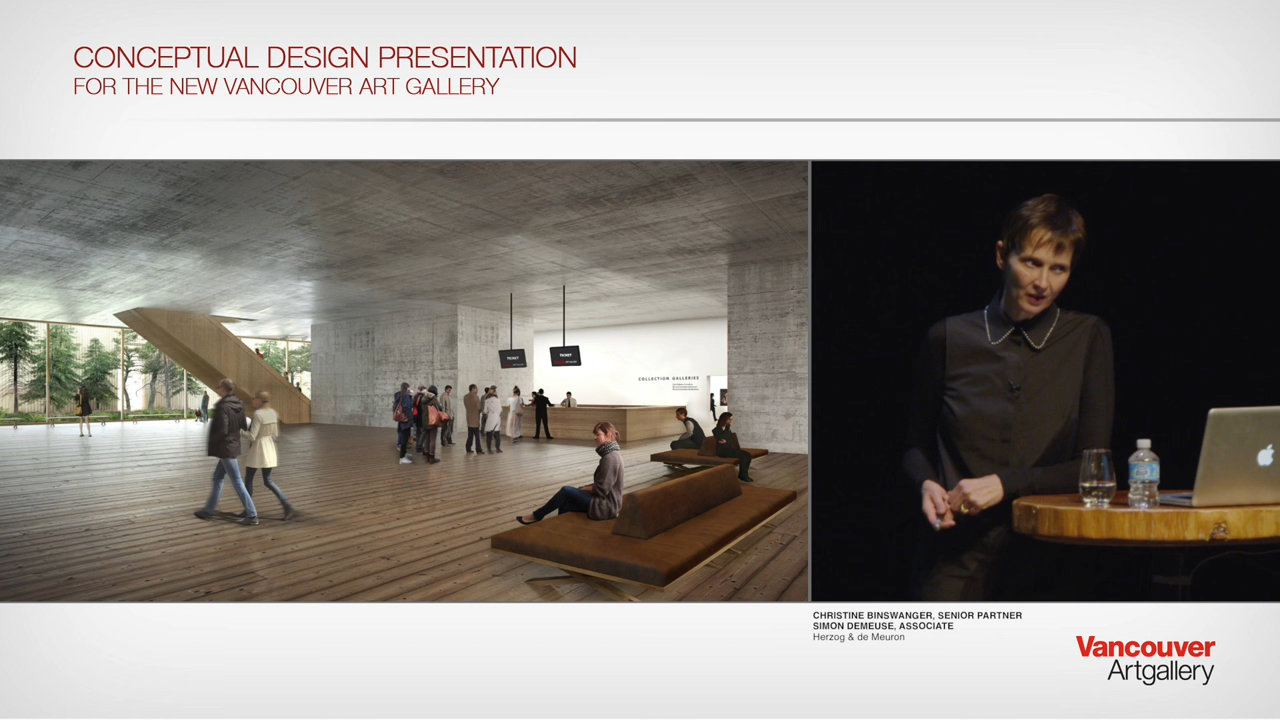 CONCEPTUAL DESIGN PRESENTATION
FOR THE NEW VANCOUVER ART GALLERY
TICKET
TICKET
COLLECTION GALLERIES
CHRISTINE BINSWANGER, SENIOR PARTNER
SIMON DEMEUSE, ASSOCIATE
Herzog & de Meuron
Vancouver
Artgallery